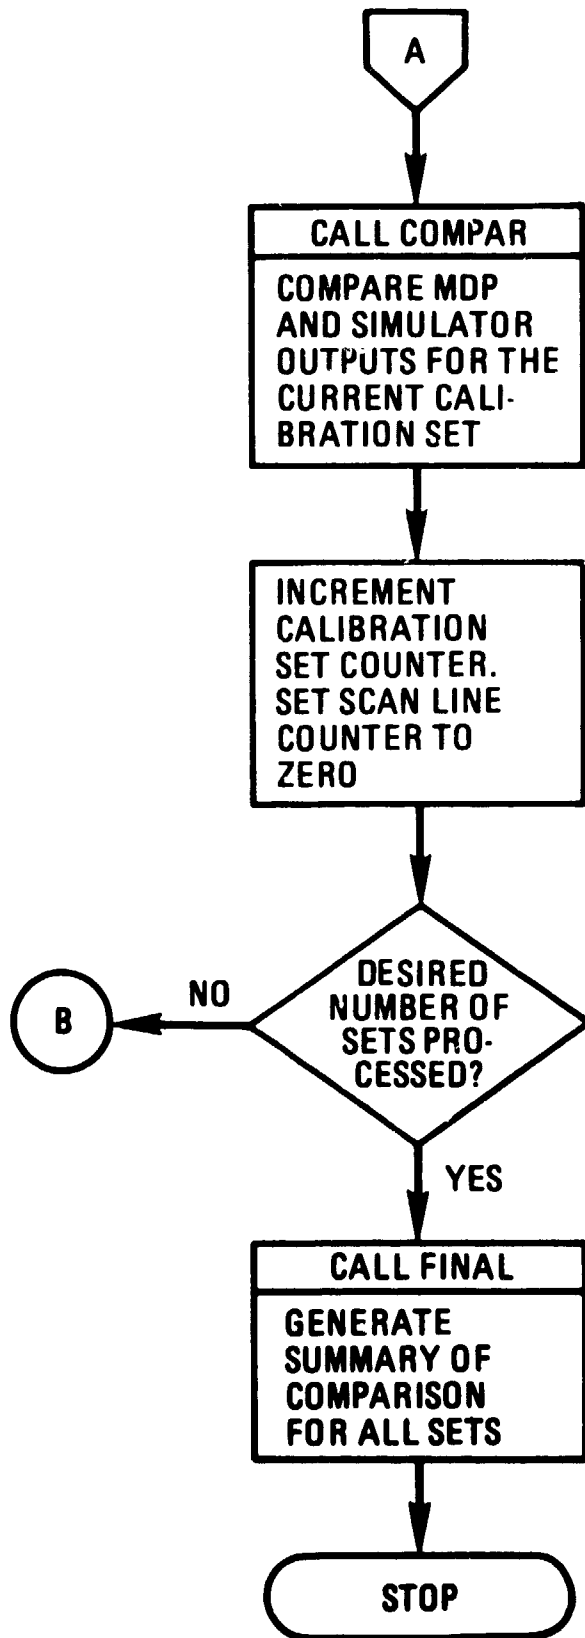 A
CALL COMPAR
COMPARE MDP
AND SIMULATOR
OUTPUTS FOR THE
CURRENT CALI-
BRATION SET
INCREMENT
CALIBRATION
SET COUNTER.
SET SCAN LINE
COUNTER TO
ZERO
DESIRED
NUMBER OF
SETS PRO-
CESSED?
NO
B
YES
CALL FINAL
GENERATE
SUMMARY OF
COMPARISON
FOR ALL SETS
STOP